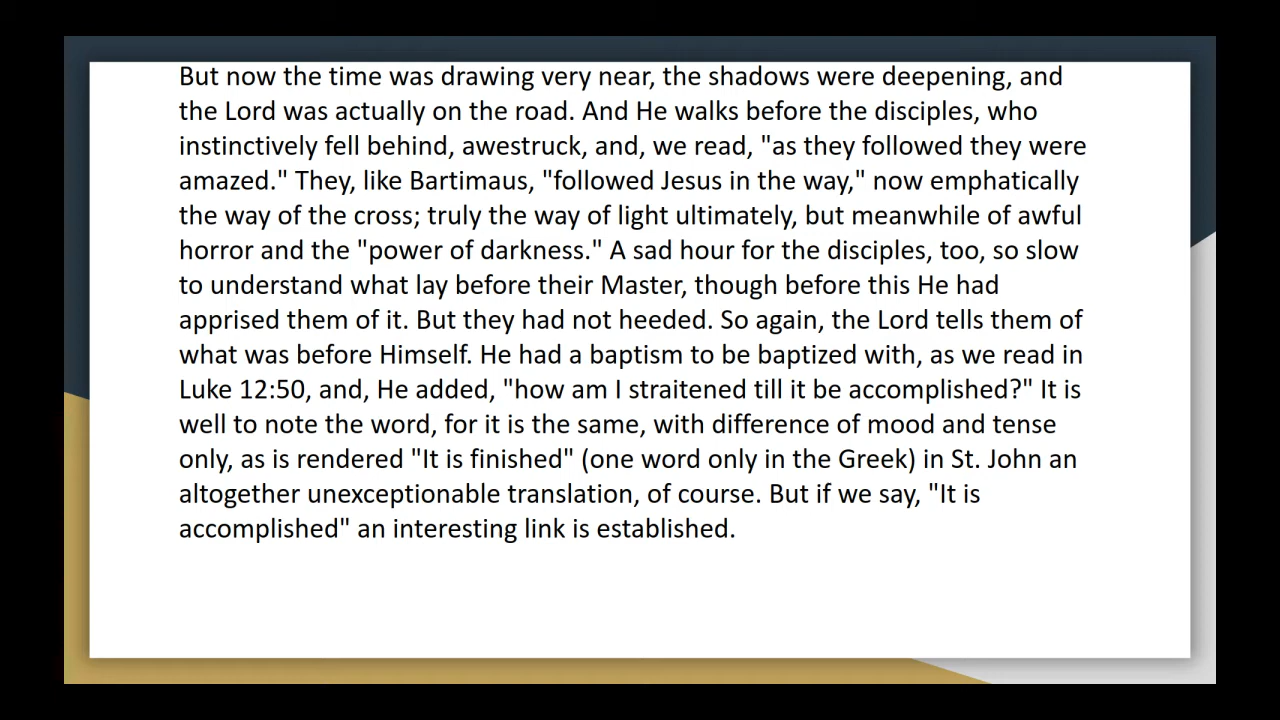 But now the time was drawing very near, the shadows were deepening, and
the Lord was actually on the road. And He walks before the disciples, who
instinctively fell behind, awestruck, and, we read, "as they followed they were
amazed." They, like Bartimaus, "followed Jesus in the way," now emphatically
the way of the cross; truly the way of light ultimately, but meanwhile of awful
horror and the "power of darkness." A sad hour for the disciples, too, so slow
to understand what lay before their Master, though before this He had
apprised them of it. But they had not heeded. So again, the Lord tells them of
what was before Himself. He had a baptism to be baptized with, as we read in
Luke 12:50, and, He added, "how am I straitened till it be accomplished?" It is
well to note the word, for it is the same, with difference of mood and tense
only, as is rendered "It is finished" (one word only in the Greek) in St. John an
altogether unexceptionable translation, of course. But if we say, "It is
accomplished" an interesting link is established.